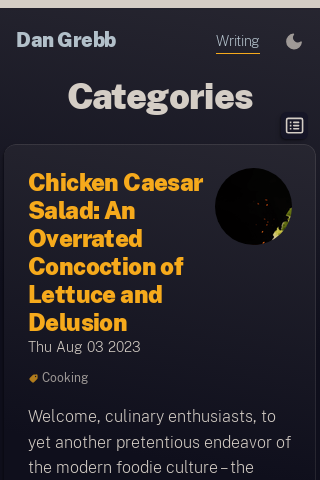 Dan Grebb
Writing
Categories
Chicken Caesar
Salad: An
Overrated
Concoction of
Lettuce and
Delusion
Thu Aug 03 2023
Cooking
Welcome, culinary enthusiasts, to
yet another pretentious endeavor of
the modern foodie culture – the